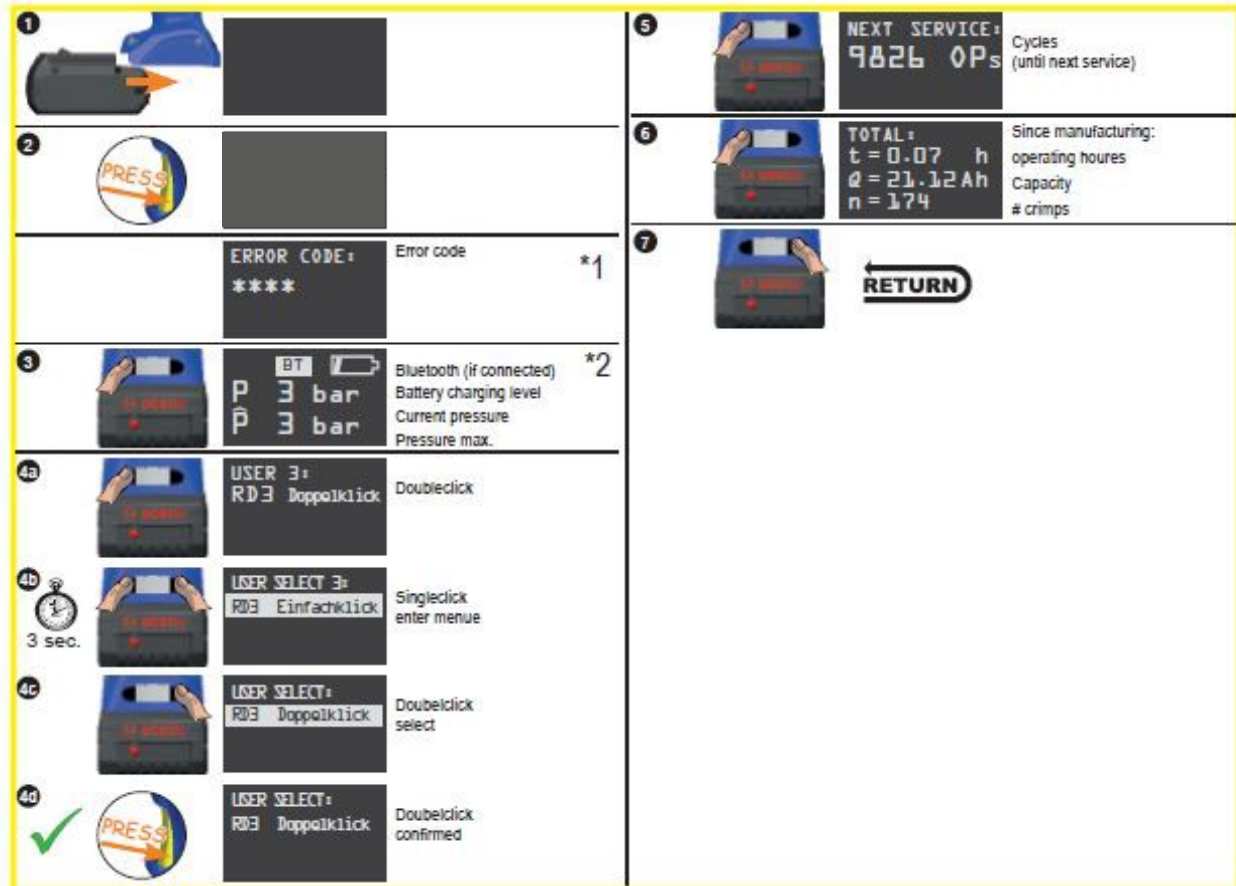 1
2
PRESS
ERROR CODE:
****
Error code
*1
3
BT
P 3 bar
P̂ 3 bar
Bluetooth (if connected)
*2
Battery charging level
Current pressure
Pressure max.
4a
USER 3:
RD3 Doppelklick
Doubleclick
4b
3 sec.
USER SELECT 3:
RD3 Einfachklick
Singleclick
enter menue
4c
USER SELECT:
RD3 Doppelklick
Doubelclick
select
4d
PRESS
USER SELECT:
RD3 Doppelklick
Doubelclick
confirmed
5
NEXT SERVICE:
9826 OPs
Cycles
(until next service)
6
TOTAL:
t = 0.07 h
Q = 21.12 Ah
n = 174
Since manufacturing:
operating houres
Capacity
# crimps
7
RETURN